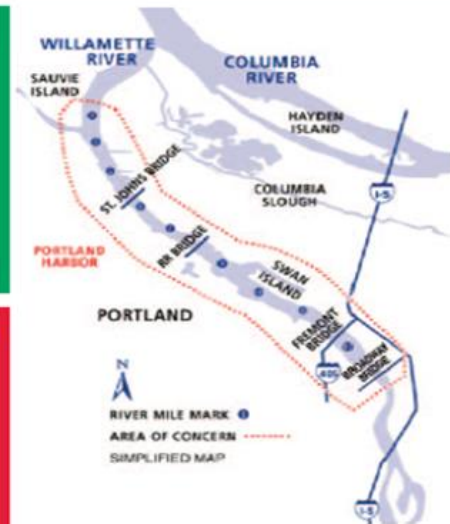 WILLAMETTE
RIVER
COLUMBIA
RIVER
SAUVIE
ISLAND
HAYDEN
ISLAND
I-5
COLUMBIA
SLOUGH
ST. JOHNS BRIDGE
PORTLAND
HARBOR
RR BRIDGE
SWAN
ISLAND
PORTLAND
FREMONT
BRIDGE
BROADWAY
BRIDGE
405
N
RIVER MILE MARK
AREA OF CONCERN
SIMPLIFIED MAP
I-5